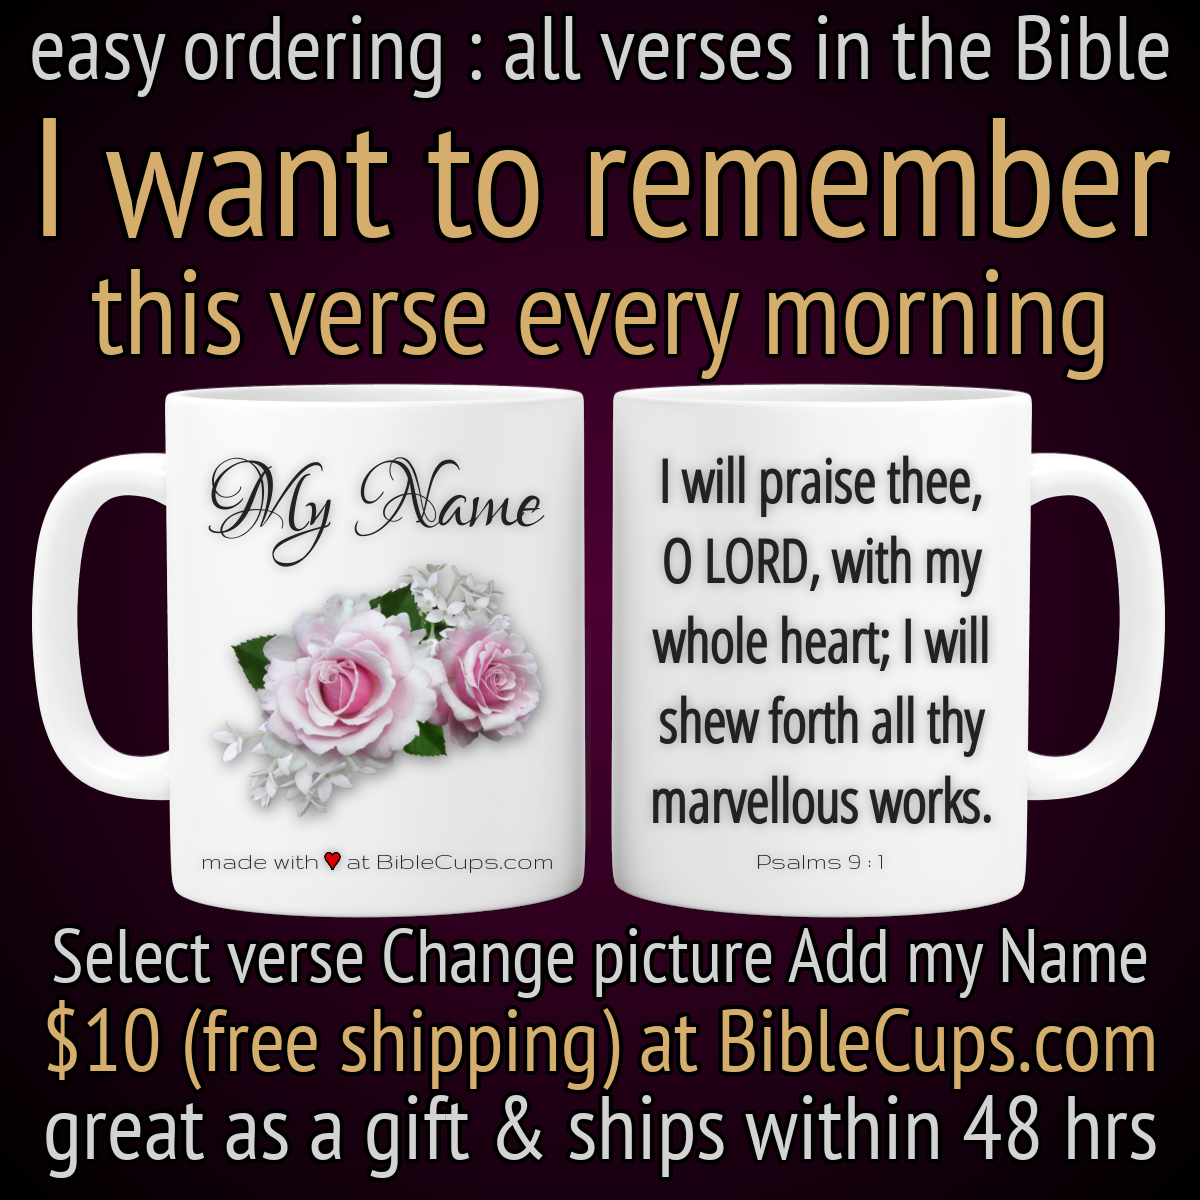 easy ordering : all verses in the Bible
I want to remember
this verse every morning
My Name
made with ♥ at BibleCups.com
I will praise thee,
O LORD, with my
whole heart; I will
shew forth all thy
marvellous works.
Psalms 9 : 1
Select verse Change picture Add my Name
$10 (free shipping) at BibleCups.com
great as a gift & ships within 48 hrs